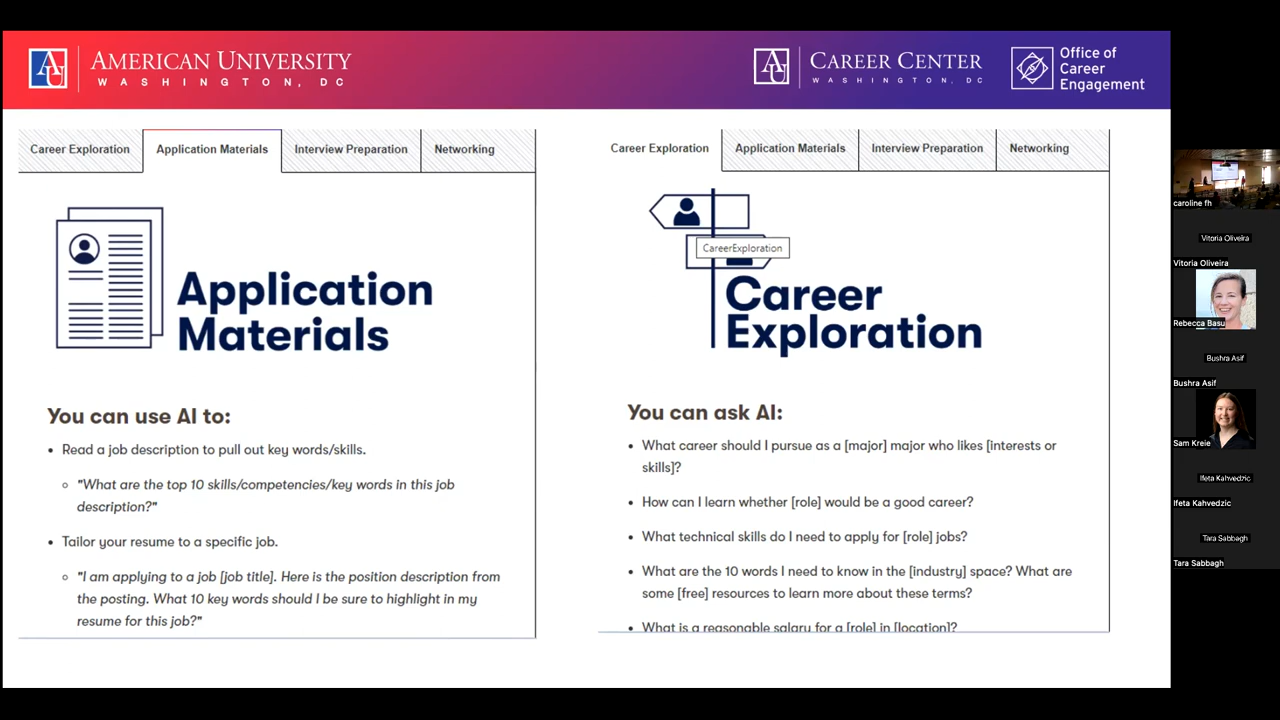 AMERICAN UNIVERSITY
WASHINGTON, DC
CAREER CENTER
WASHINGTON, DC
Office of
Career
Engagement
Career Exploration
Application Materials
Interview Preparation
Networking
Application
Materials
You can use AI to:
• Read a job description to pull out key words/skills.
○ "What are the top 10 skills/competencies/key words in this job
description?"
• Tailor your resume to a specific job.
○ "I am applying to a job [job title]. Here is the position description from
the posting. What 10 key words should I be sure to highlight in my
resume for this job?"
Career Exploration
Application Materials
Interview Preparation
Networking
CareerExploration
Career
Exploration
You can ask AI:
• What career should I pursue as a [major] major who likes [interests or
skills]?
• How can I learn whether [role] would be a good career?
• What technical skills do I need to apply for [role] jobs?
• What are the 10 words I need to know in the [industry] space? What are
some [free] resources to learn more about these terms?
• What is a reasonable salary for a [role] in [location]?
caroline fh
Vitoria Oliveira
Vitoria Oliveira
Rebecca Basu
Bushra Asif
Bushra Asif
Sam Kreie
Ifeta Kahvedzic
Ifeta Kahvedzic
Tara Sabbagh
Tara Sabbagh